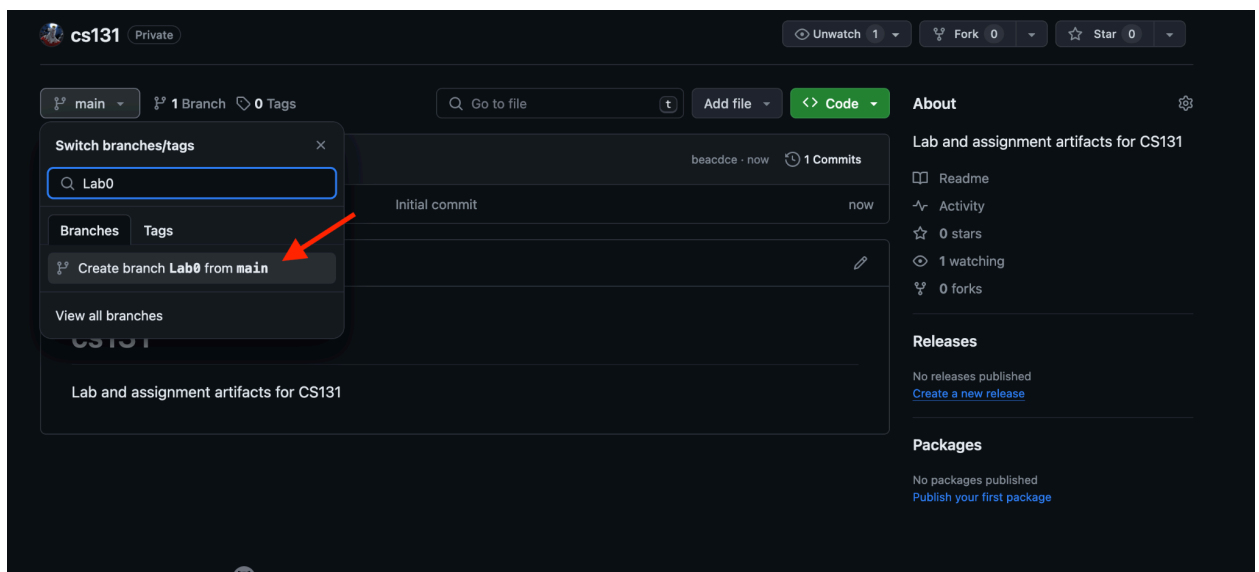 cs131 Private
Unwatch 1 Fork 0 Star 0
main 1 Branch 0 Tags Go to file t Add file <> Code About
Switch branches/tags
Lab and assignment artifacts for CS131
beacdce · now 1 Commits
Lab0
Readme
Initial commit now
Activity
Branches Tags
0 stars
Create branch Lab0 from main
1 watching
0 forks
View all branches
cs131
Releases
Lab and assignment artifacts for CS131
No releases published
Create a new release
Packages
No packages published
Publish your first package